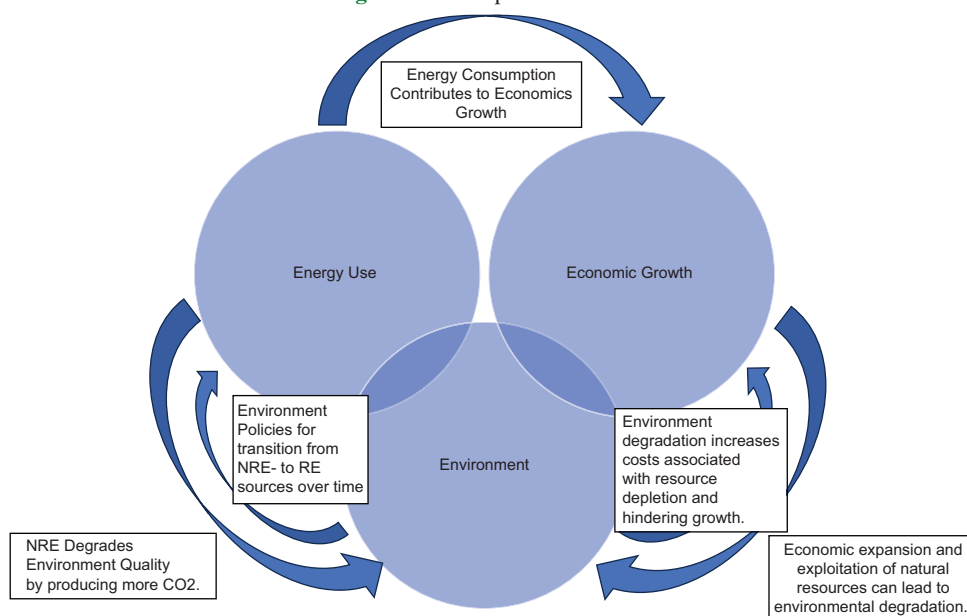 Energy Consumption
Contributes to Economics
Growth
Energy Use
Economic Growth
Environment
Policies for
transition from
NRE- to RE
sources over time
Environment
Environment
degradation increases
costs associated
with resource
depletion and
hindering growth.
NRE Degrades
Environment Quality
by producing more CO2.
Economic expansion and
exploitation of natural
resources can lead to
environmental degradation.